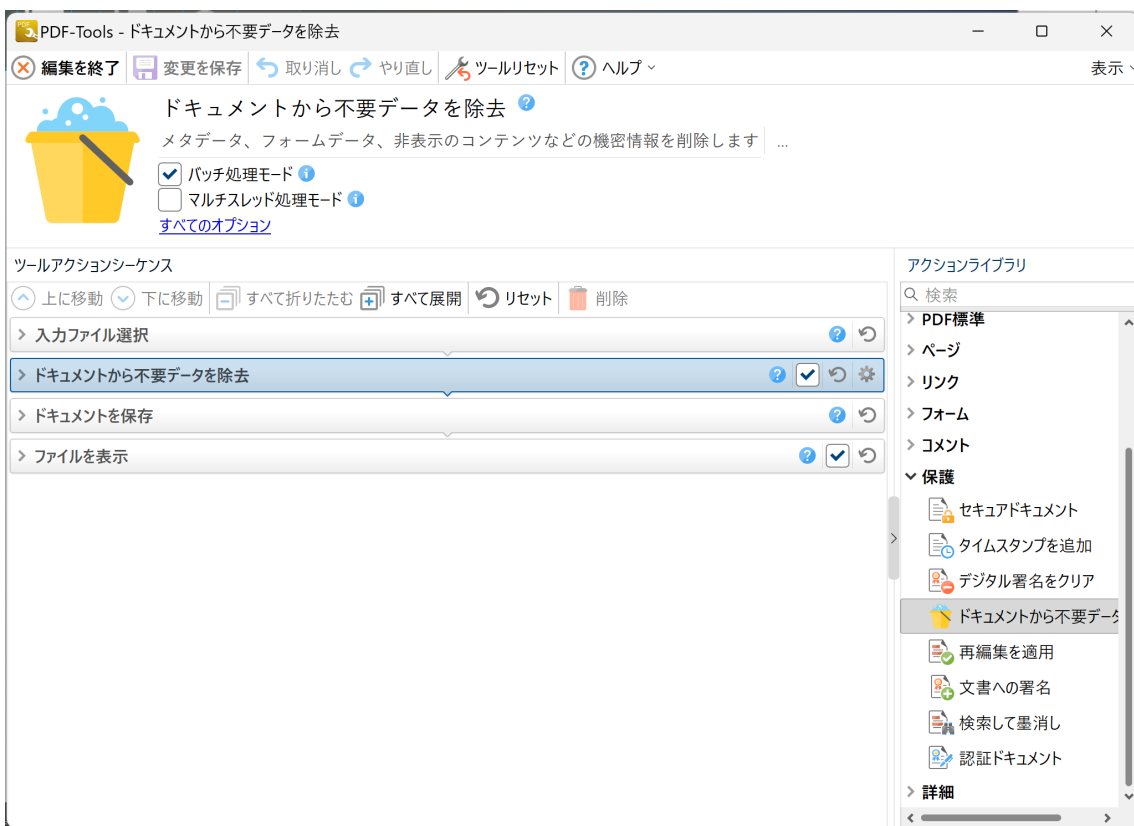 PDF-Tools - ドキュメントから不要データを除去
編集を終了 変更を保存 取り消し やり直し ツールリセット ヘルプ 表示
ドキュメントから不要データを除去
メタデータ、フォームデータ、非表示のコンテンツなどの機密情報を削除します ...
バッチ処理モード
マルチスレッド処理モード
すべてのオプション
ツールアクションシーケンス
上に移動 下に移動 すべて折りたたむ すべて展開 リセット 削除
入力ファイル選択
ドキュメントから不要データを除去
ドキュメントを保存
ファイルを表示
アクションライブラリ
検索
PDF標準
ページ
リンク
フォーム
コメント
保護
セキュアドキュメント
タイムスタンプを追加
デジタル署名をクリア
ドキュメントから不要データ
再編集を適用
文書への署名
検索して墨消し
認証ドキュメント
詳細